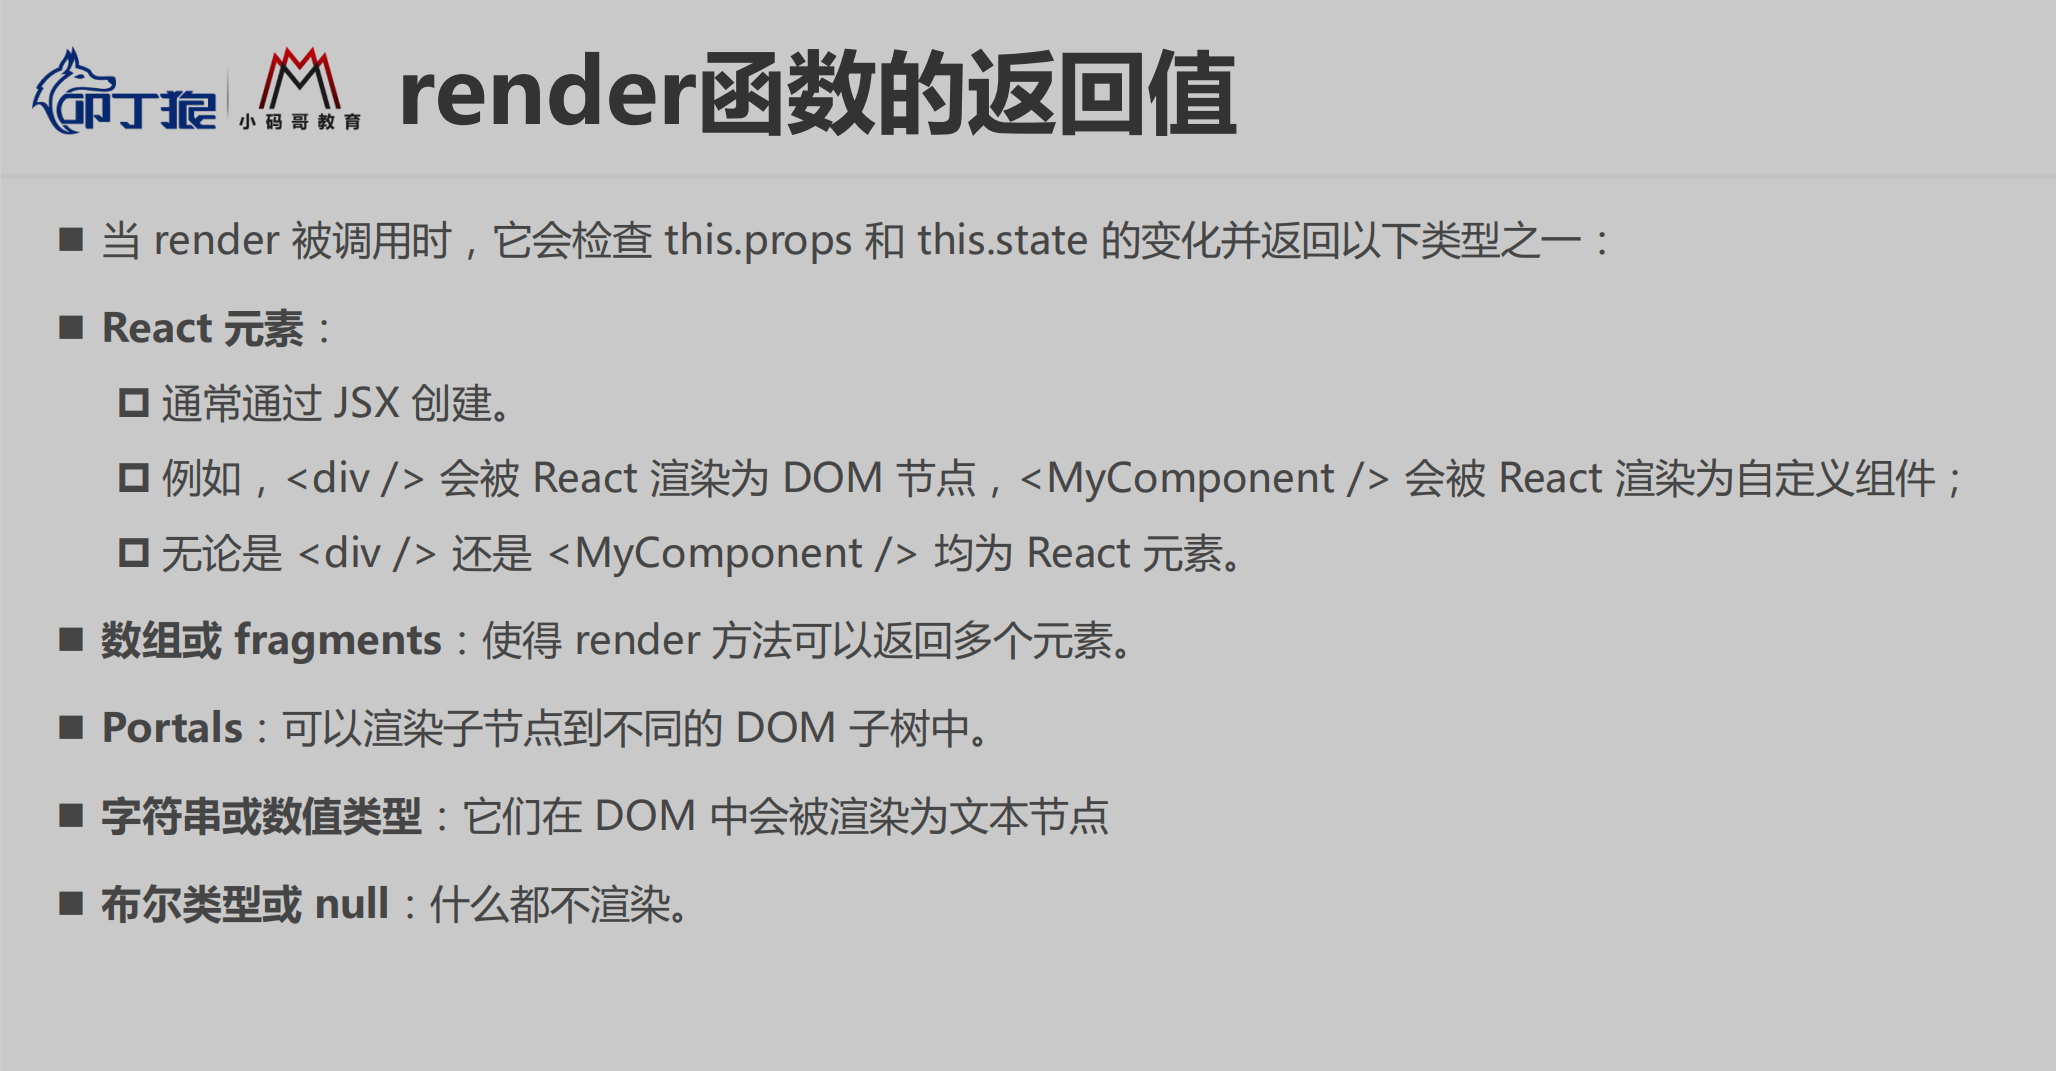 叩丁狼
小码哥教育
render函数的返回值
当 render 被调用时，它会检查 this.props 和 this.state 的变化并返回以下类型之一：
React 元素：
通常通过 JSX 创建。
例如，<div /> 会被 React 渲染为 DOM 节点，<MyComponent /> 会被 React 渲染为自定义组件；
无论是 <div /> 还是 <MyComponent /> 均为 React 元素。
数组或 fragments：使得 render 方法可以返回多个元素。
Portals：可以渲染子节点到不同的 DOM 子树中。
字符串或数值类型：它们在 DOM 中会被渲染为文本节点
布尔类型或 null：什么都不渲染。